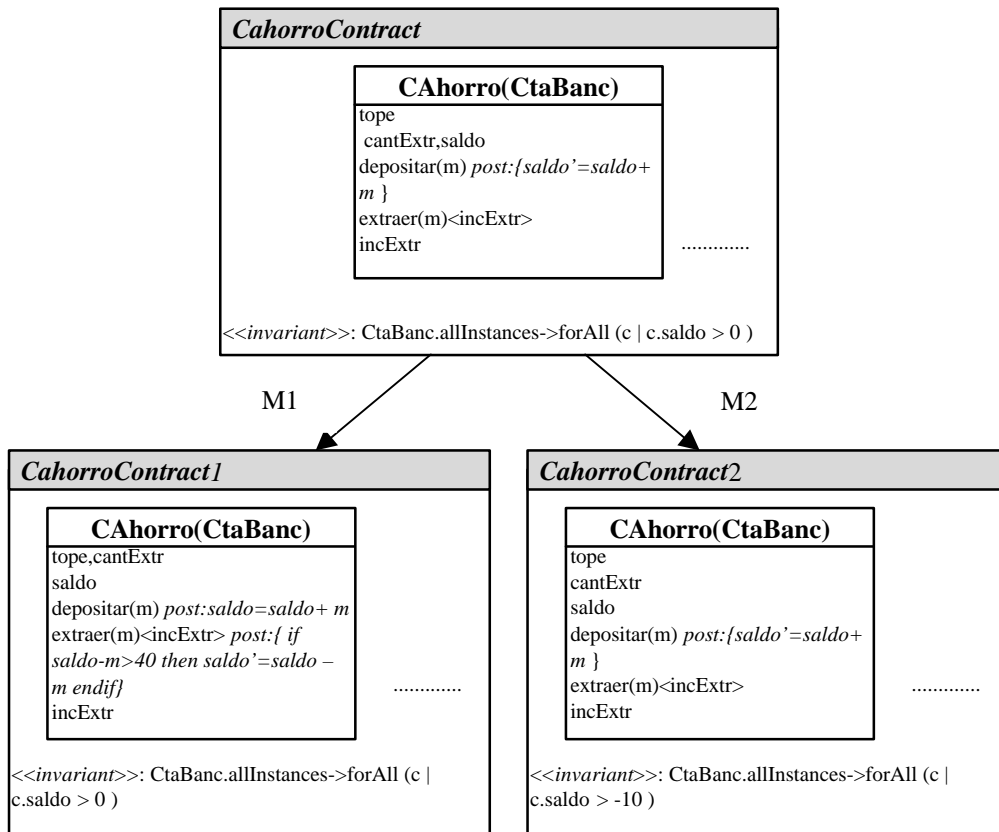 CahorroContract
CAhorro(CtaBanc)
tope
cantExtr,saldo
depositar(m) post:{saldo’=saldo+
m }
extraer(m)<incExtr>
incExtr
.............
<<invariant>>: CtaBanc.allInstances->forAll (c | c.saldo > 0 )
M1
M2
CahorroContract1
CAhorro(CtaBanc)
tope,cantExtr
saldo
depositar(m) post:saldo=saldo+ m
extraer(m)<incExtr> post:{ if
saldo-m>40 then saldo’=saldo –
m endif}
incExtr
.............
<<invariant>>: CtaBanc.allInstances->forAll (c |
c.saldo > 0 )
CahorroContract2
CAhorro(CtaBanc)
tope
cantExtr
saldo
depositar(m) post:{saldo’=saldo+
m }
extraer(m)<incExtr>
incExtr
.............
<<invariant>>: CtaBanc.allInstances->forAll (c |
c.saldo > -10 )